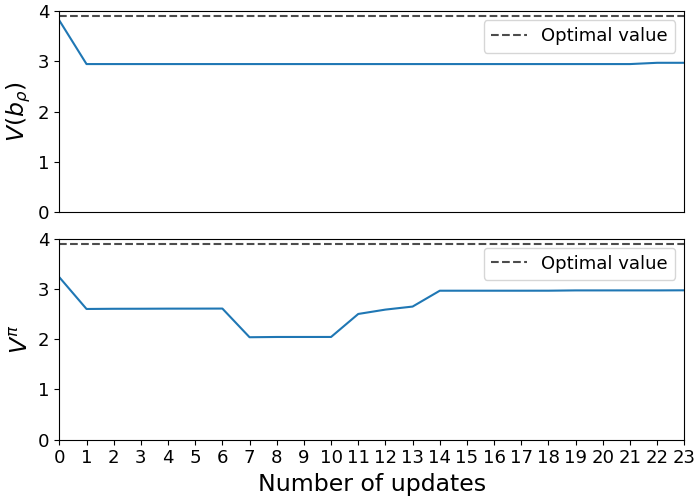 4
3
2
1
0
V(bρ)
Optimal value
4
3
2
1
0
Vπ
Optimal value
0 1 2 3 4 5 6 7 8 9 10 11 12 13 14 15 16 17 18 19 20 21 22 23
Number of updates